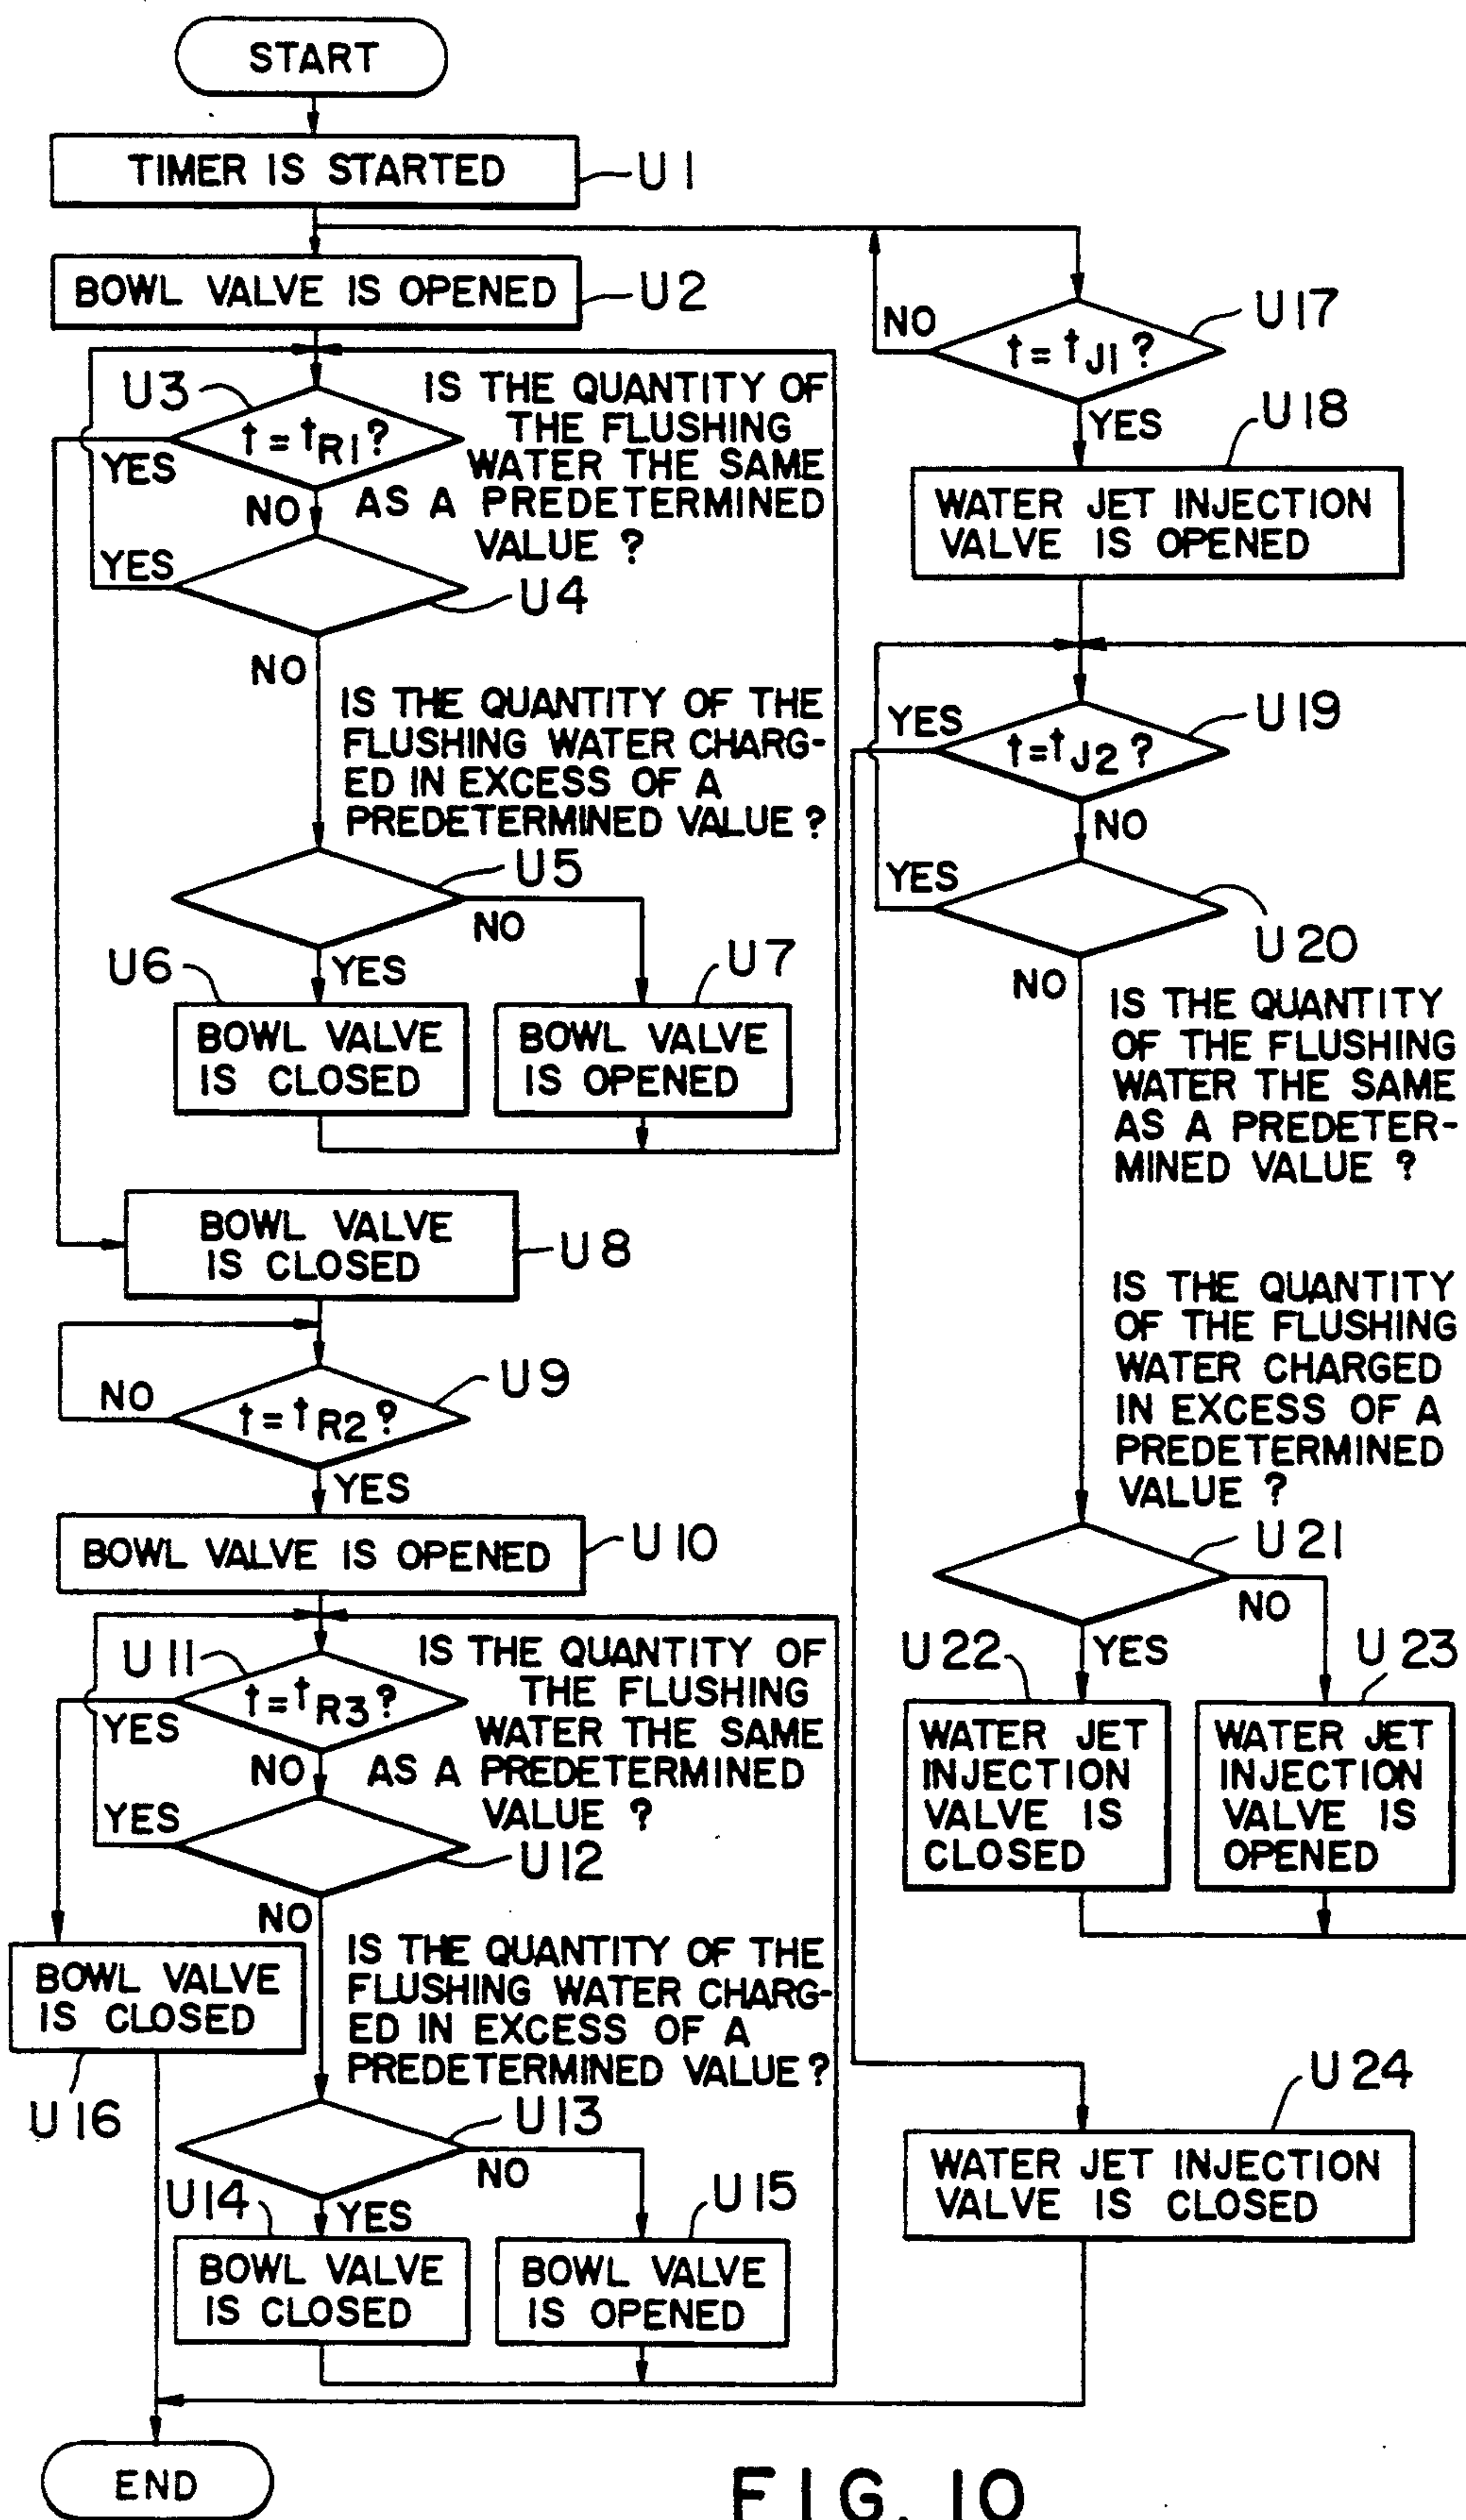 START
TIMER IS STARTED
U1
BOWL VALVE IS OPENED
U2
U3
t = tR1?
YES
NO
IS THE QUANTITY OF
THE FLUSHING
WATER THE SAME
AS A PREDETERMINED
VALUE ?
YES
U4
NO
IS THE QUANTITY OF THE
FLUSHING WATER CHARG-
ED IN EXCESS OF A
PREDETERMINED VALUE ?
U5
NO
YES
U6
BOWL VALVE
IS CLOSED
U7
BOWL VALVE
IS OPENED
BOWL VALVE
IS CLOSED
U8
U9
NO
t = tR2?
YES
BOWL VALVE IS OPENED
U10
U11
t = tR3?
YES
NO
IS THE QUANTITY OF
THE FLUSHING
WATER THE SAME
AS A PREDETERMINED
VALUE ?
YES
U12
NO
BOWL VALVE
IS CLOSED
U16
IS THE QUANTITY OF THE
FLUSHING WATER CHARG-
ED IN EXCESS OF A
PREDETERMINED VALUE ?
U13
NO
YES
U14
BOWL VALVE
IS CLOSED
U15
BOWL VALVE
IS OPENED
END
U17
NO
t = tJ1 ?
YES
U18
WATER JET INJECTION
VALVE IS OPENED
U19
YES
t = tJ2 ?
NO
YES
U20
NO
IS THE QUANTITY
OF THE FLUSHING
WATER THE SAME
AS A PREDETER-
MINED VALUE ?
IS THE QUANTITY
OF THE FLUSHING
WATER CHARGED
IN EXCESS OF A
PREDETERMINED
VALUE ?
U21
NO
YES
U22
WATER JET
INJECTION
VALVE IS
CLOSED
U23
WATER JET
INJECTION
VALVE IS
OPENED
U24
WATER JET INJECTION
VALVE IS CLOSED
FIG. 10